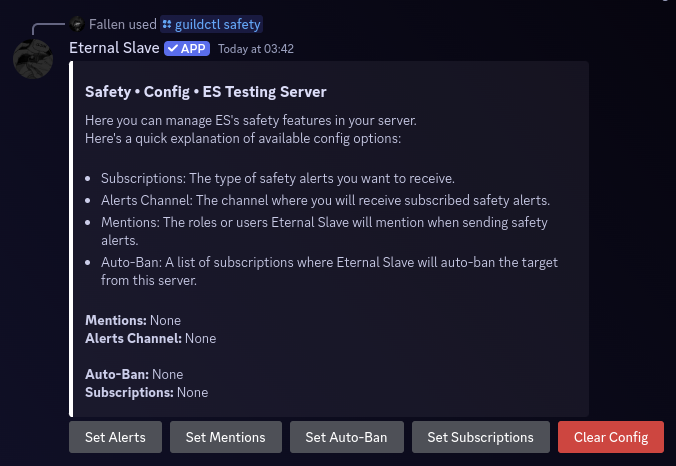 Fallen used guildctl safety
Eternal Slave ✓ APP Today at 03:42
Safety • Config • ES Testing Server
Here you can manage ES's safety features in your server.
Here's a quick explanation of available config options:
• Subscriptions: The type of safety alerts you want to receive.
• Alerts Channel: The channel where you will receive subscribed safety alerts.
• Mentions: The roles or users Eternal Slave will mention when sending safety
alerts.
• Auto-Ban: A list of subscriptions where Eternal Slave will auto-ban the target
from this server.
Mentions: None
Alerts Channel: None
Auto-Ban: None
Subscriptions: None
Set Alerts Set Mentions Set Auto-Ban Set Subscriptions Clear Config